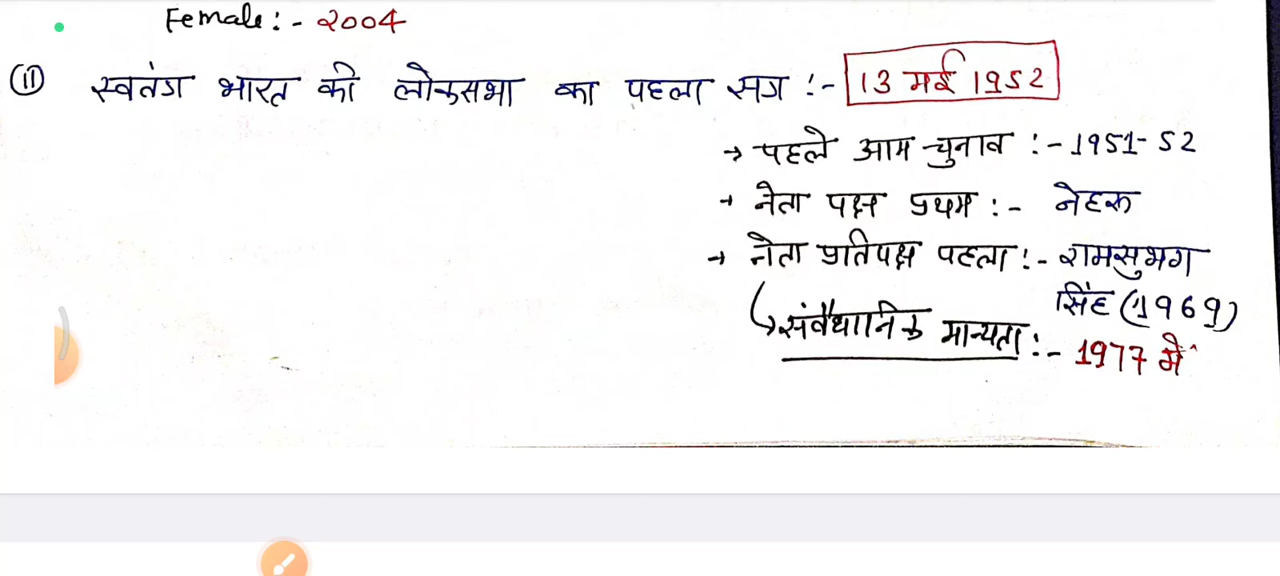 Female :- 2004
(11) स्वतंत्र भारत की लोकसभा का पहला सत्र :- 13 मई 1952
→ पहले आम चुनाव :- 1951-52
→ नेता पक्ष प्रथम :- नेहरू
→ नेता प्रतिपक्ष पहला :- रामसुभग
सिंह (1969)
↳ संवैधानिक मान्यता :- 1977 में